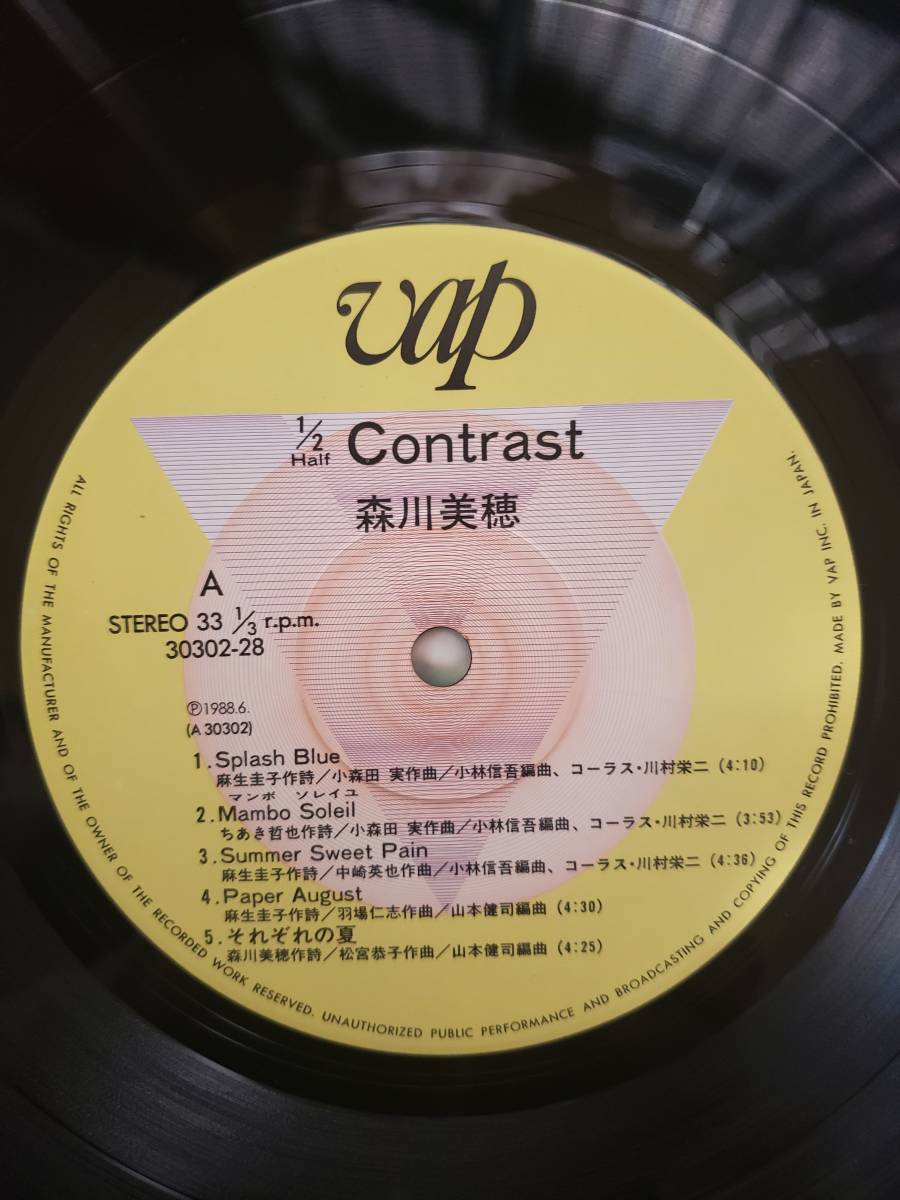 vap
1/2 Half Contrast
森川美穂
A
STEREO 33 1/3 r.p.m.
30302-28
Ⓟ1988.6.
(A 30302)
1.Splash Blue
麻生圭子作詩/小森田 実作曲/小林信吾編曲、コーラス・川村栄二 (4:10)
マンボ ソレイユ
2.Mambo Soleil
ちあき哲也作詩/小森田 実作曲/小林信吾編曲、コーラス・川村栄二 (3:53)
3.Summer Sweet Pain
麻生圭子作詩/中崎英也作曲/小林信吾編曲、コーラス・川村栄二 (4:36)
4.Paper August
麻生圭子作詩/羽場仁志作曲/山本健司編曲 (4:30)
5.それぞれの夏
森川美穂作詩/松宮恭子作曲/山本健司編曲 (4:25)
ALL RIGHTS OF THE MANUFACTURER AND OF THE OWNER OF THE RECORDED WORK RESERVED. UNAUTHORIZED PUBLIC PERFORMANCE AND BROADCASTING AND COPYING OF THIS RECORD PROHIBITED. MADE BY VAP INC. IN JAPAN.